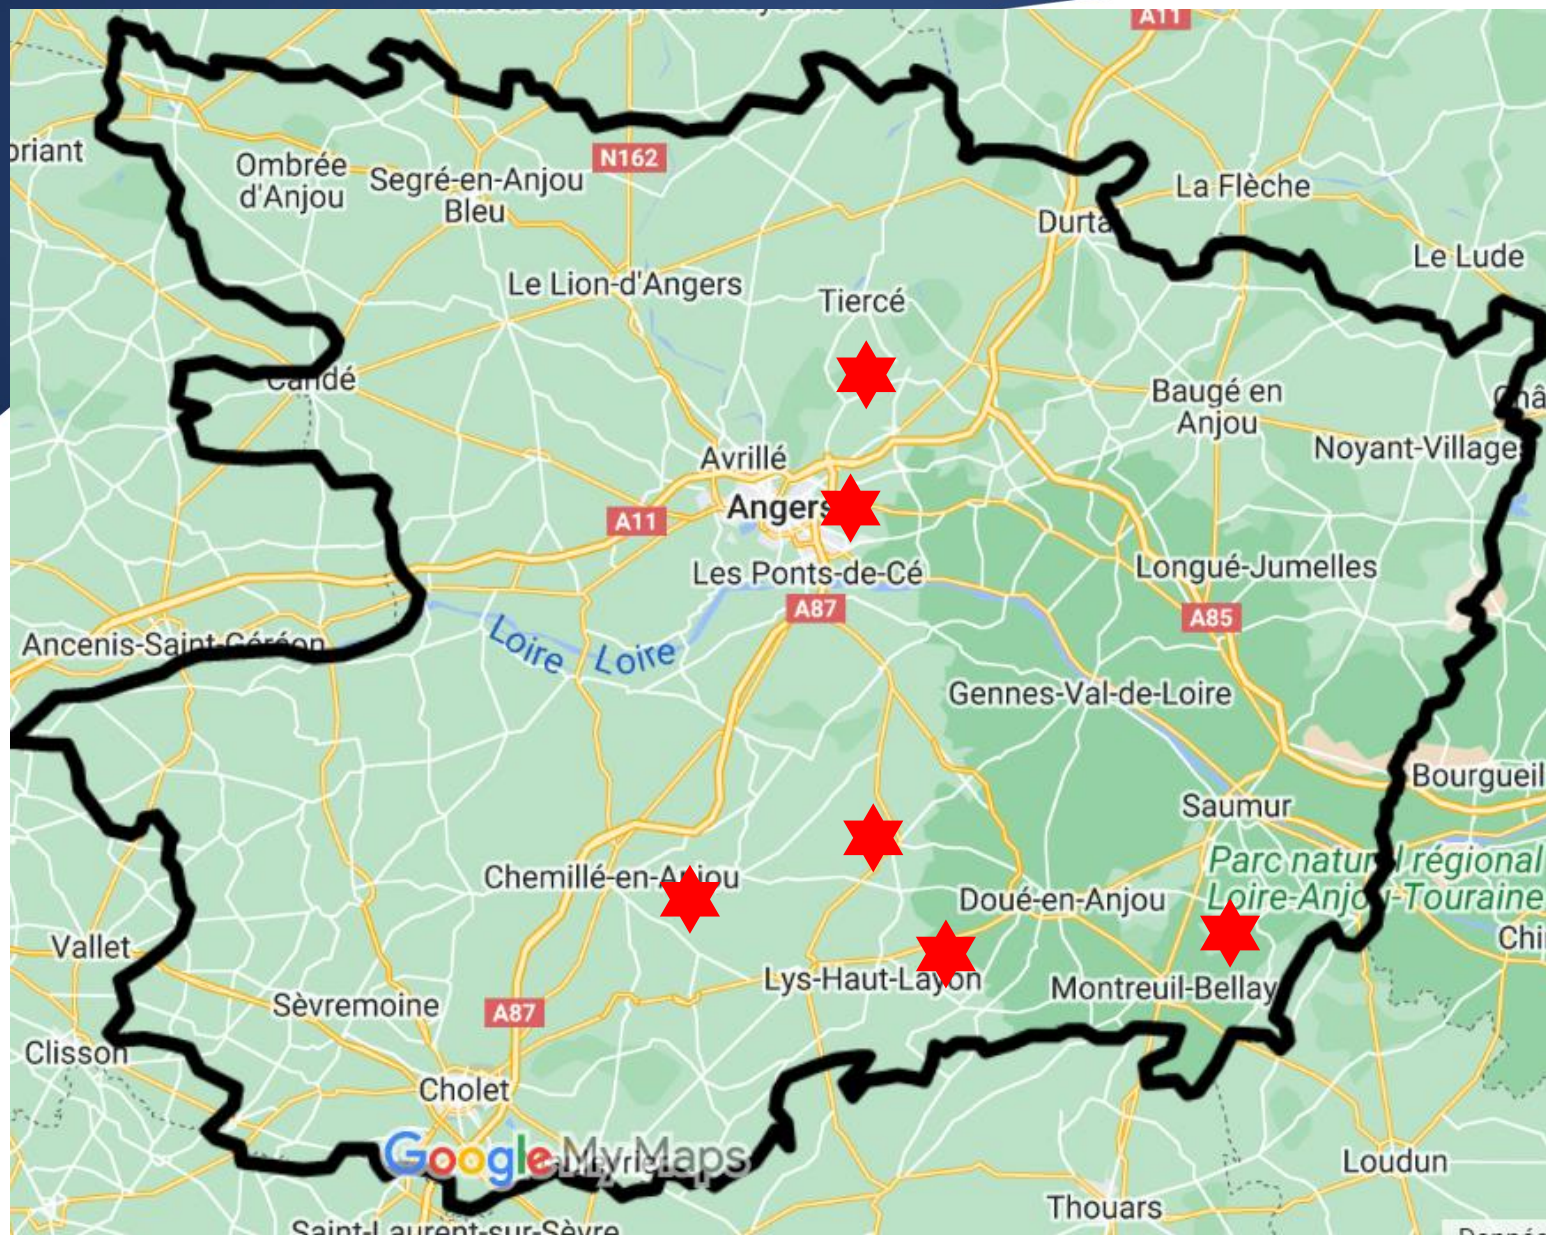 A11
N162
Ombrée
d'Anjou
Segré-en-Anjou
Bleu
La Flèche
Le Lude
Le Lion-d'Angers
Tiercé
Candé
Baugé en
Anjou
Noyant-Village
Avrillé
Angers
A11
Les Ponts-de-Cé
A87
Longué-Jumelles
A85
Ancenis-Saint-Géréon
Loire
Loire
Gennes-Val-de-Loire
Bourgueil
Saumur
Parc naturel régional
Loire-Anjou-Touraine
Chemillé-en-Anjou
Doué-en-Anjou
Vallet
Lys-Haut-Layon
Montreuil-Bellay
Sèvremoine
A87
Clisson
Cholet
Google My Maps
Loudun
Thouars
Saint-Laurent-sur-Sèvre